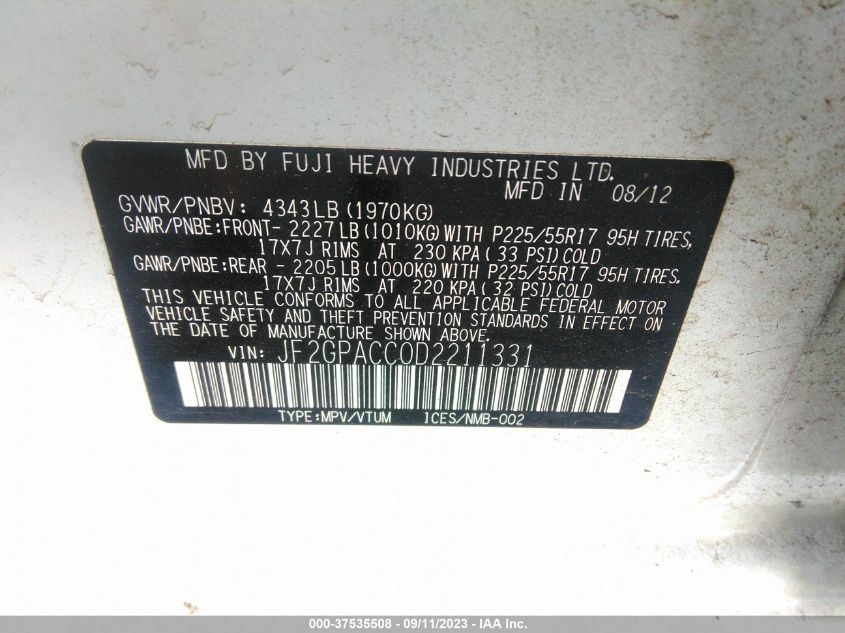 MFD BY FUJI HEAVY INDUSTRIES LTD.
MFD IN 08/12
GVWR/PNBV: 4343LB (1970KG)
GAWR/PNBE:FRONT- 2227LB (1010KG) WITH P225/55R17 95H TIRES,
17X7J RIMS AT 230 KPA (33 PSI) COLD
GAWR/PNBE:REAR - 2205LB (1000KG) WITH P225/55R17 95H TIRES,
17X7J RIMS AT 220 KPA (32 PSI) COLD
THIS VEHICLE CONFORMS TO ALL APPLICABLE FEDERAL MOTOR
VEHICLE SAFETY AND THEFT PREVENTION STANDARDS IN EFFECT ON
THE DATE OF MANUFACTURE SHOWN ABOVE.
VIN: JF2GPACC0D2211331
TYPE:MPV/VTUM ICES/NMB-002
000-37535508 - 09/11/2023 - IAA Inc.